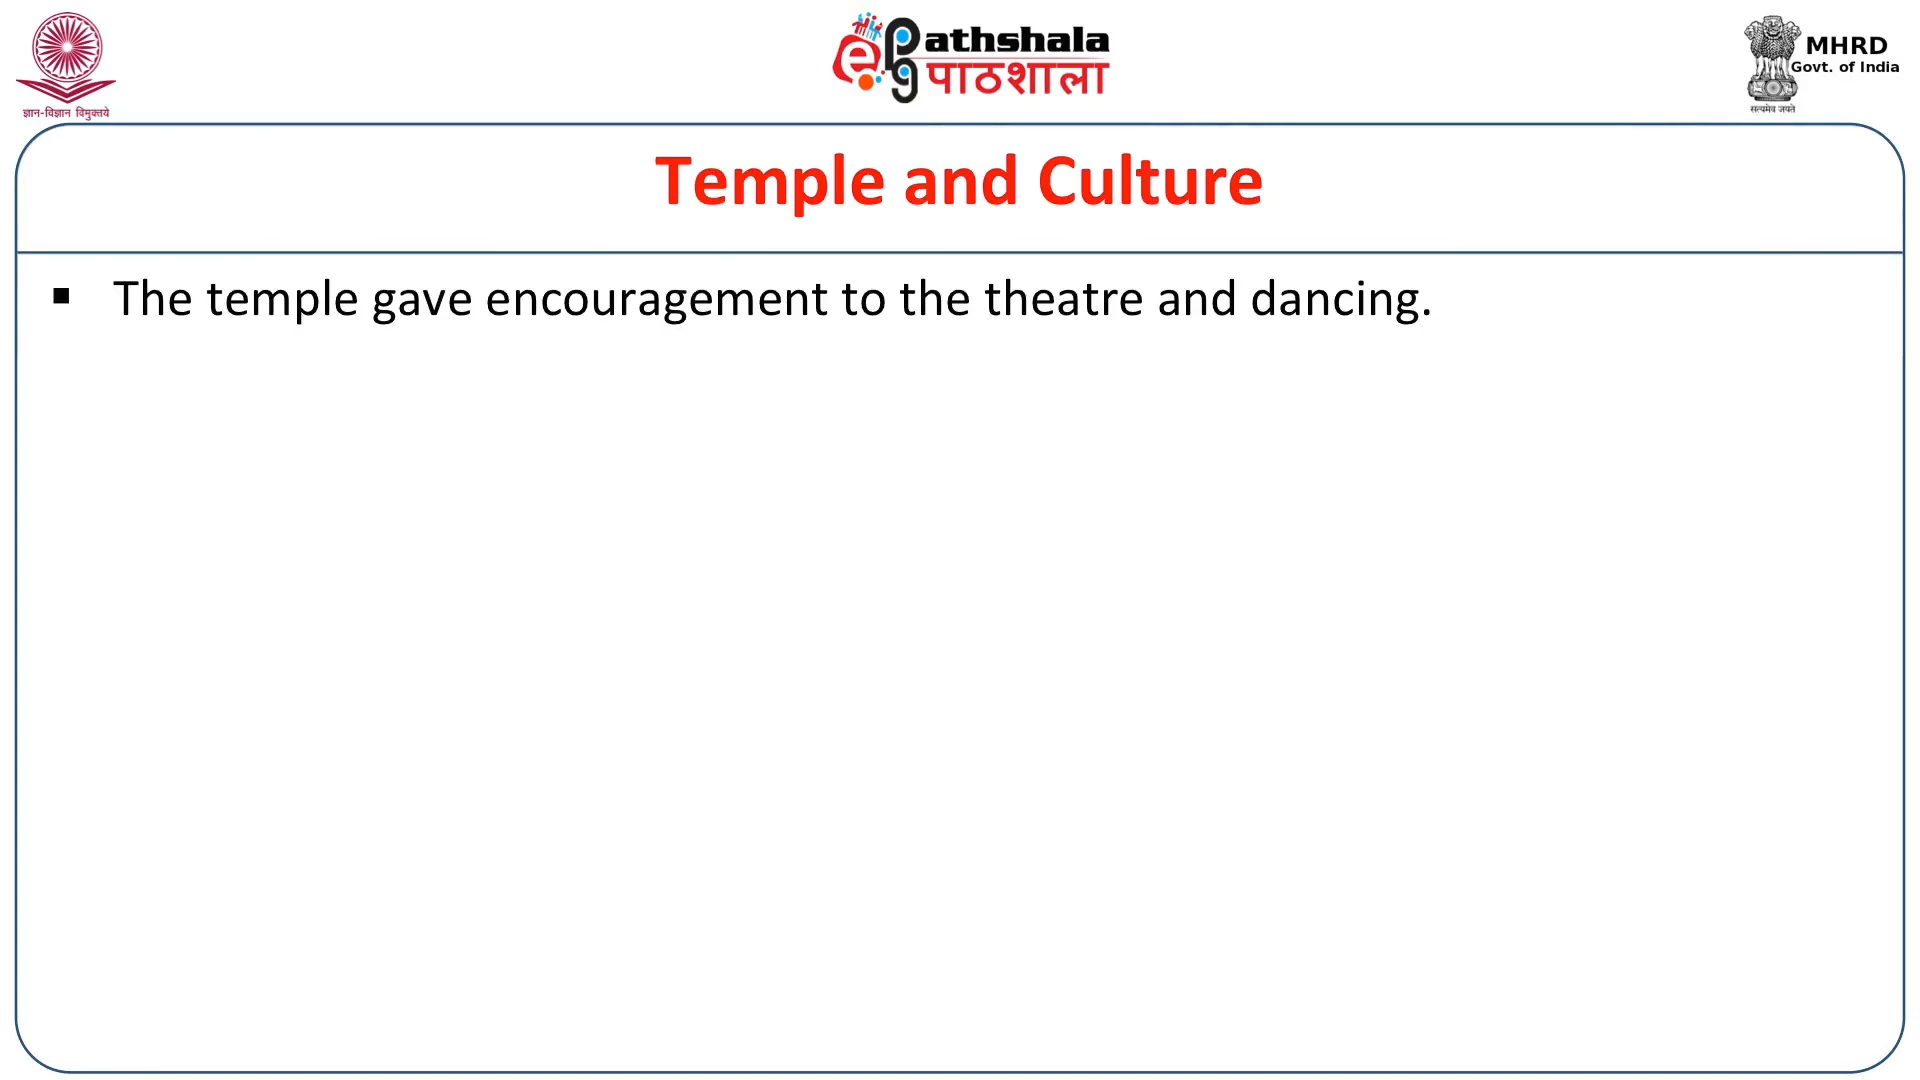 ज्ञान-विज्ञान विमुक्तये
ePathshala
पाठशाला
MHRD
Govt. of India
सत्यमेव जयते
Temple and Culture
▪ The temple gave encouragement to the theatre and dancing.